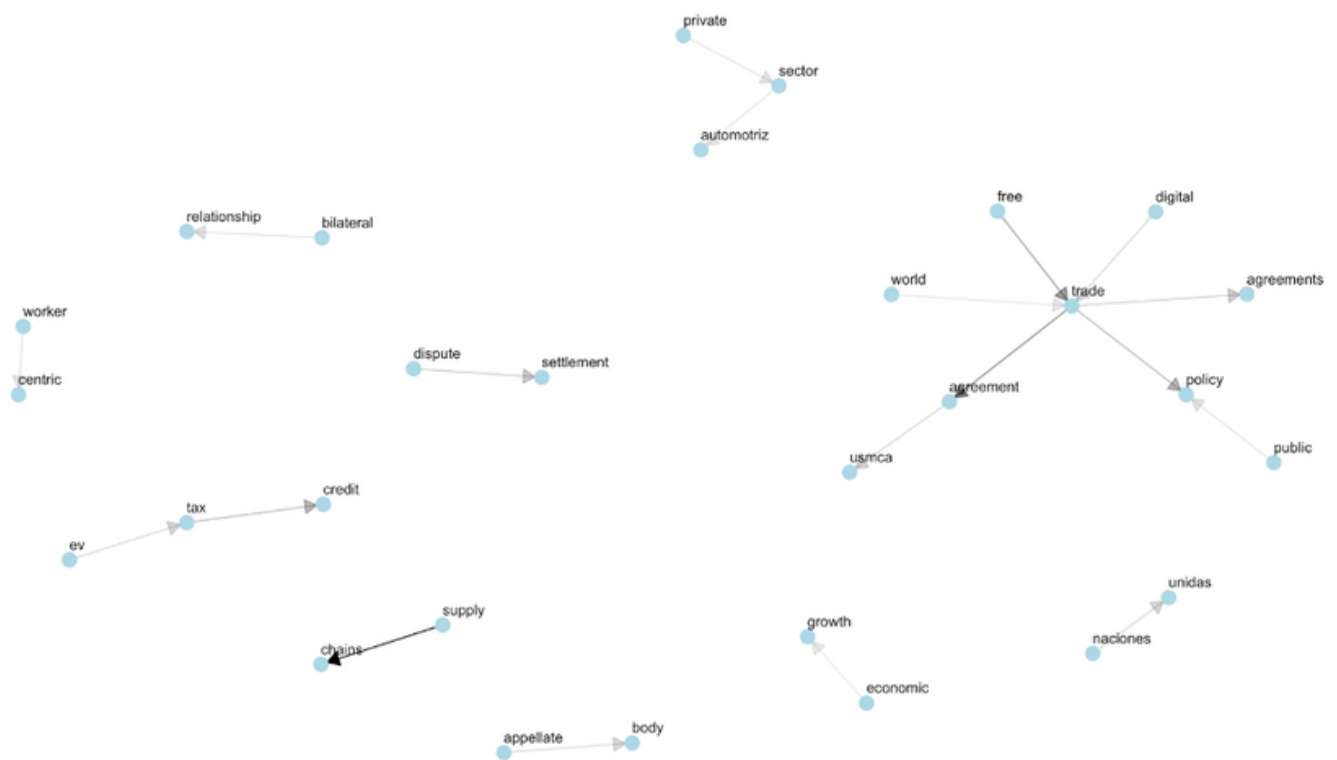 private
sector
automotriz
free
digital
relationship
bilateral
world
trade
agreements
worker
dispute
settlement
centric
agreement
policy
usmca
public
credit
tax
ev
unidas
supply
growth
naciones
chains
economic
body
appellate